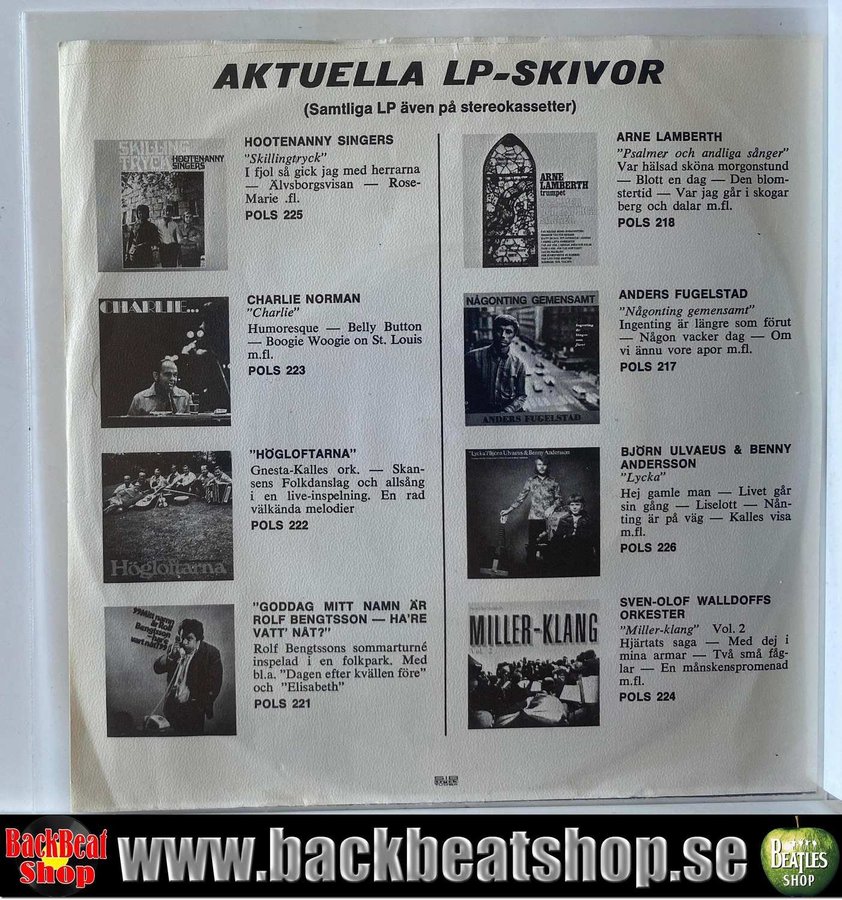 AKTUELLA LP-SKIVOR
(Samtliga LP även på stereokassetter)
SKILLING
TRYCK
HOOTENANNY
SINGERS
HOOTENANNY SINGERS
"Skillingtryck"
I fjol så gick jag med herrarna
— Älvsborgsvisan — Rose-
Marie .fl.
POLS 225
CHARLIE...
CHARLIE NORMAN
"Charlie"
Humoresque — Belly Button
— Boogie Woogie on St. Louis
m.fl.
POLS 223
Högloftarna
"HÖGLOFTARNA"
Gnesta-Kalles ork. — Skan-
sens Folkdanslag och allsång
i en live-inspelning. En rad
välkända melodier
POLS 222
"GODDAG MITT NAMN ÄR
ROLF BENGTSSON — HA'RE
VATT' NÅT?"
Rolf Bengtssons sommarturné
inspelad i en folkpark. Med
bl.a. "Dagen efter kvällen före"
och "Elisabeth"
POLS 221
ARNE
LAMBERTH
trumpet
ARNE LAMBERTH
"Psalmer och andliga sånger"
Var hälsad sköna morgonstund
— Blott en dag — Den blom-
stertid — Var jag går i skogar
berg och dalar m.fl.
POLS 218
NÅGONTING GEMENSAMT
Ingenting
är
längre
som
förut
ANDERS FUGELSTAD
ANDERS FUGELSTAD
"Någonting gemensamt"
Ingenting är längre som förut
— Någon vacker dag — Om
vi ännu vore apor m.fl.
POLS 217
"Lycka" Björn Ulvaeus & Benny Andersson
BJÖRN ULVAEUS & BENNY
ANDERSSON
"Lycka"
Hej gamle man — Livet går
sin gång — Liselott — Nån-
ting är på väg — Kalles visa
m.fl.
POLS 226
MILLER-KLANG
SVEN-OLOF WALLDOFFS
ORKESTER
"Miller-klang" Vol. 2
Hjärtats saga — Med dej i
mina armar — Två små fåg-
lar — En månskenspromenad
m.fl.
POLS 224
BackBeat
Shop
www.backbeatshop.se
BEATLES
SHOP